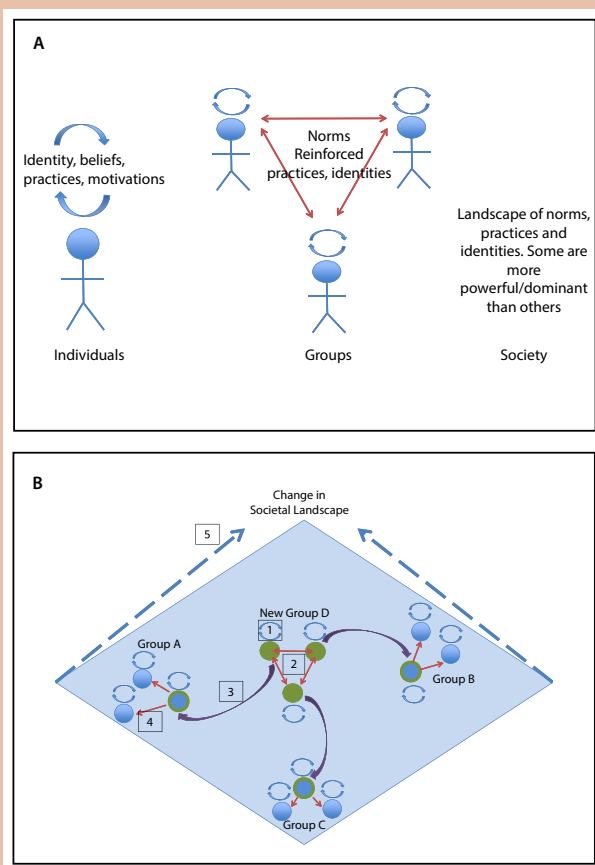 A
Identity, beliefs,
practices, motivations
Norms
Reinforced
practices, identities
Landscape of norms,
practices and
identities. Some are
more
powerful/dominant
than others
Individuals
Groups
Society
B
Change in
Societal Landscape
5
New Group D
1
Group A
2
Group B
3
4
Group C